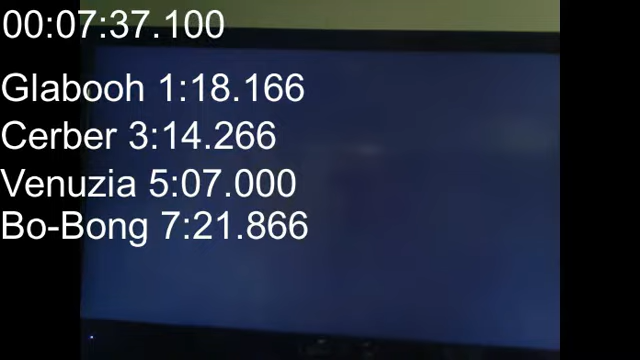 00:07:37.100
Glabooh 1:18.166
Cerber 3:14.266
Venuzia 5:07.000
Bo-Bong 7:21.866